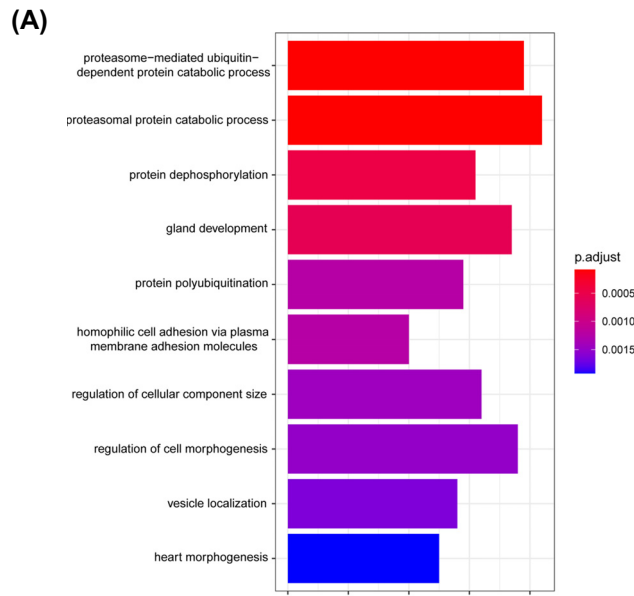 (A)
proteasome−mediated ubiquitin−
dependent protein catabolic process
proteasomal protein catabolic process
protein dephosphorylation
gland development
protein polyubiquitination
homophilic cell adhesion via plasma
membrane adhesion molecules
regulation of cellular component size
regulation of cell morphogenesis
vesicle localization
heart morphogenesis
p.adjust
0.0005
0.0010
0.0015